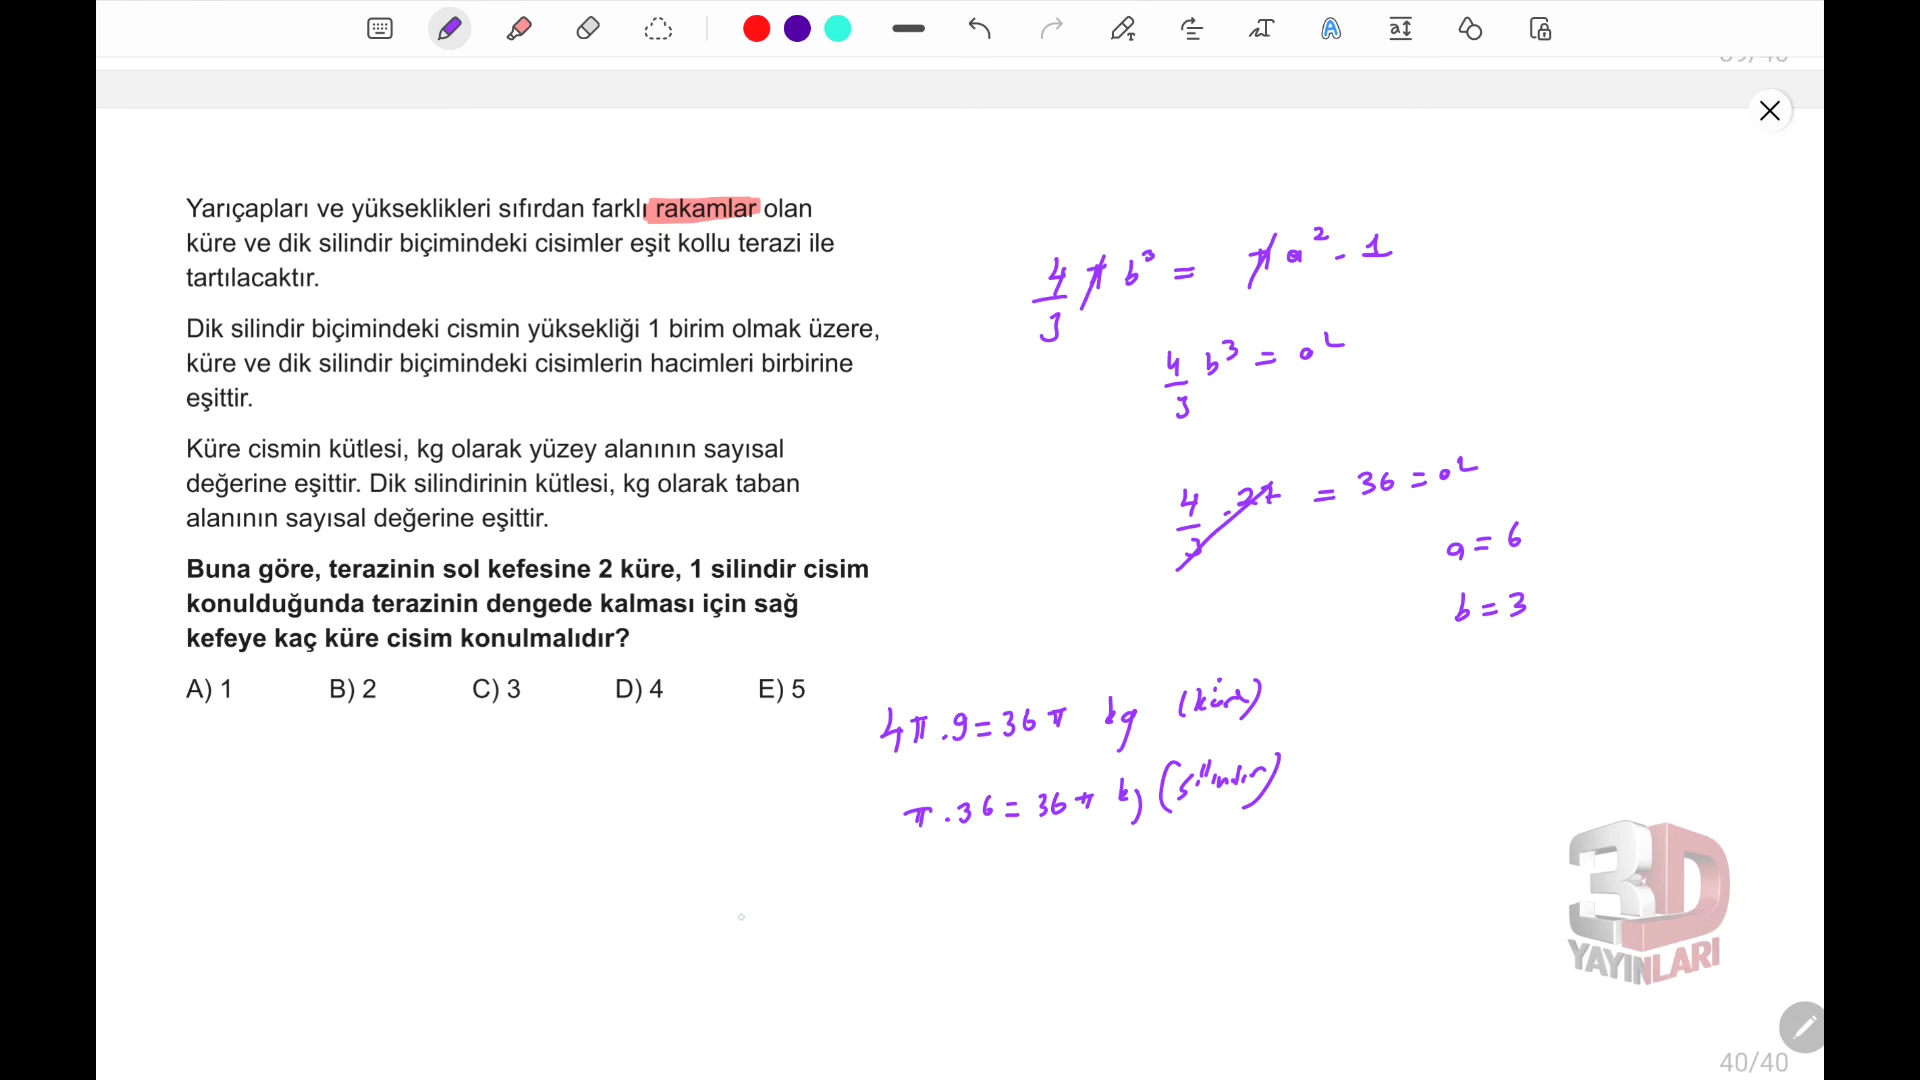 39/40
Yarıçapları ve yükseklikleri sıfırdan farklı rakamlar olan
küre ve dik silindir biçimindeki cisimler eşit kollu terazi ile
tartılacaktır.
Dik silindir biçimindeki cismin yüksekliği 1 birim olmak üzere,
küre ve dik silindir biçimindeki cisimlerin hacimleri birbirine
eşittir.
Küre cismin kütlesi, kg olarak yüzey alanının sayısal
değerine eşittir. Dik silindirinin kütlesi, kg olarak taban
alanının sayısal değerine eşittir.
Buna göre, terazinin sol kefesine 2 küre, 1 silindir cisim
konulduğunda terazinin dengede kalması için sağ
kefeye kaç küre cisim konulmalıdır?
A) 1 B) 2 C) 3 D) 4 E) 5
4/3 π b³ = π a² · 1
4/3 b³ = a²
4/3 . 27 = 36 = a²
a = 6
b = 3
4π . 9 = 36π kg (küre)
π . 36 = 36π kg (silindir)
3D
YAYINLARI
40/40